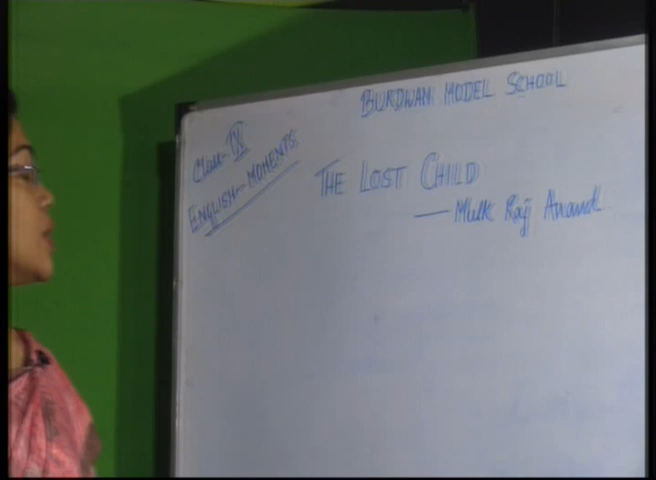 BURDWAN MODEL SCHOOL
Class-IX
ENGLISH-MOMENTS
THE LOST CHILD
— Mulk Raj Anand